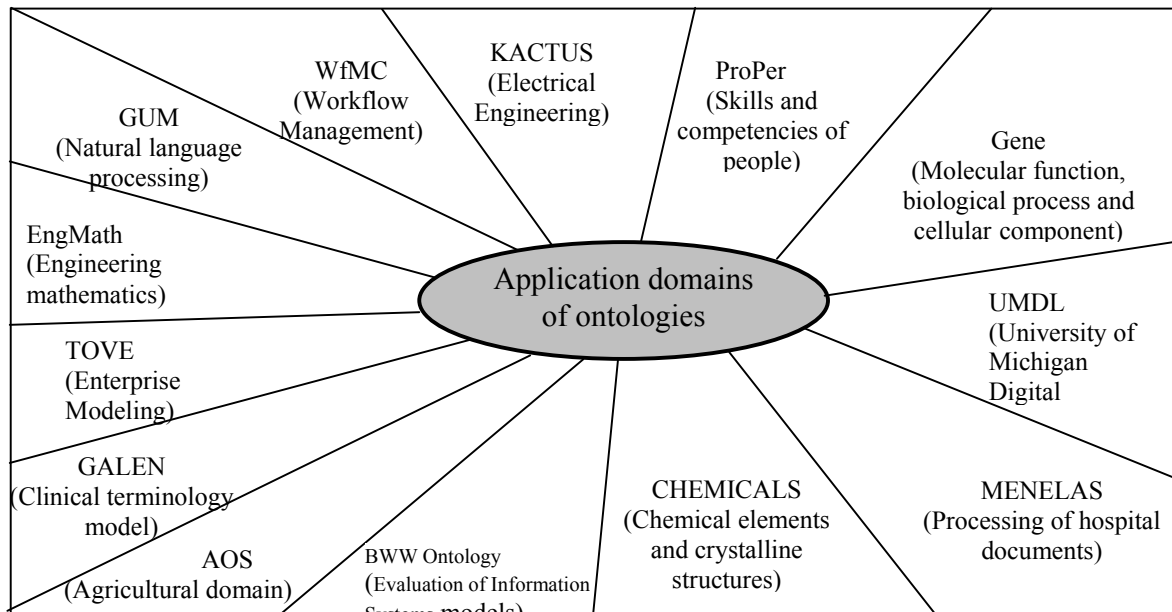 KACTUS
(Electrical
Engineering)
WfMC
(Workflow
Management)
ProPer
(Skills and
competencies of
people)
GUM
(Natural language
processing)
Gene
(Molecular function,
biological process and
cellular component)
EngMath
(Engineering
mathematics)
Application domains
of ontologies
UMDL
(University of
Michigan
Digital
TOVE
(Enterprise
Modeling)
GALEN
(Clinical terminology
model)
CHEMICALS
(Chemical elements
and crystalline
structures)
MENELAS
(Processing of hospital
documents)
AOS
(Agricultural domain)
BWW Ontology
(Evaluation of Information
Systems models)